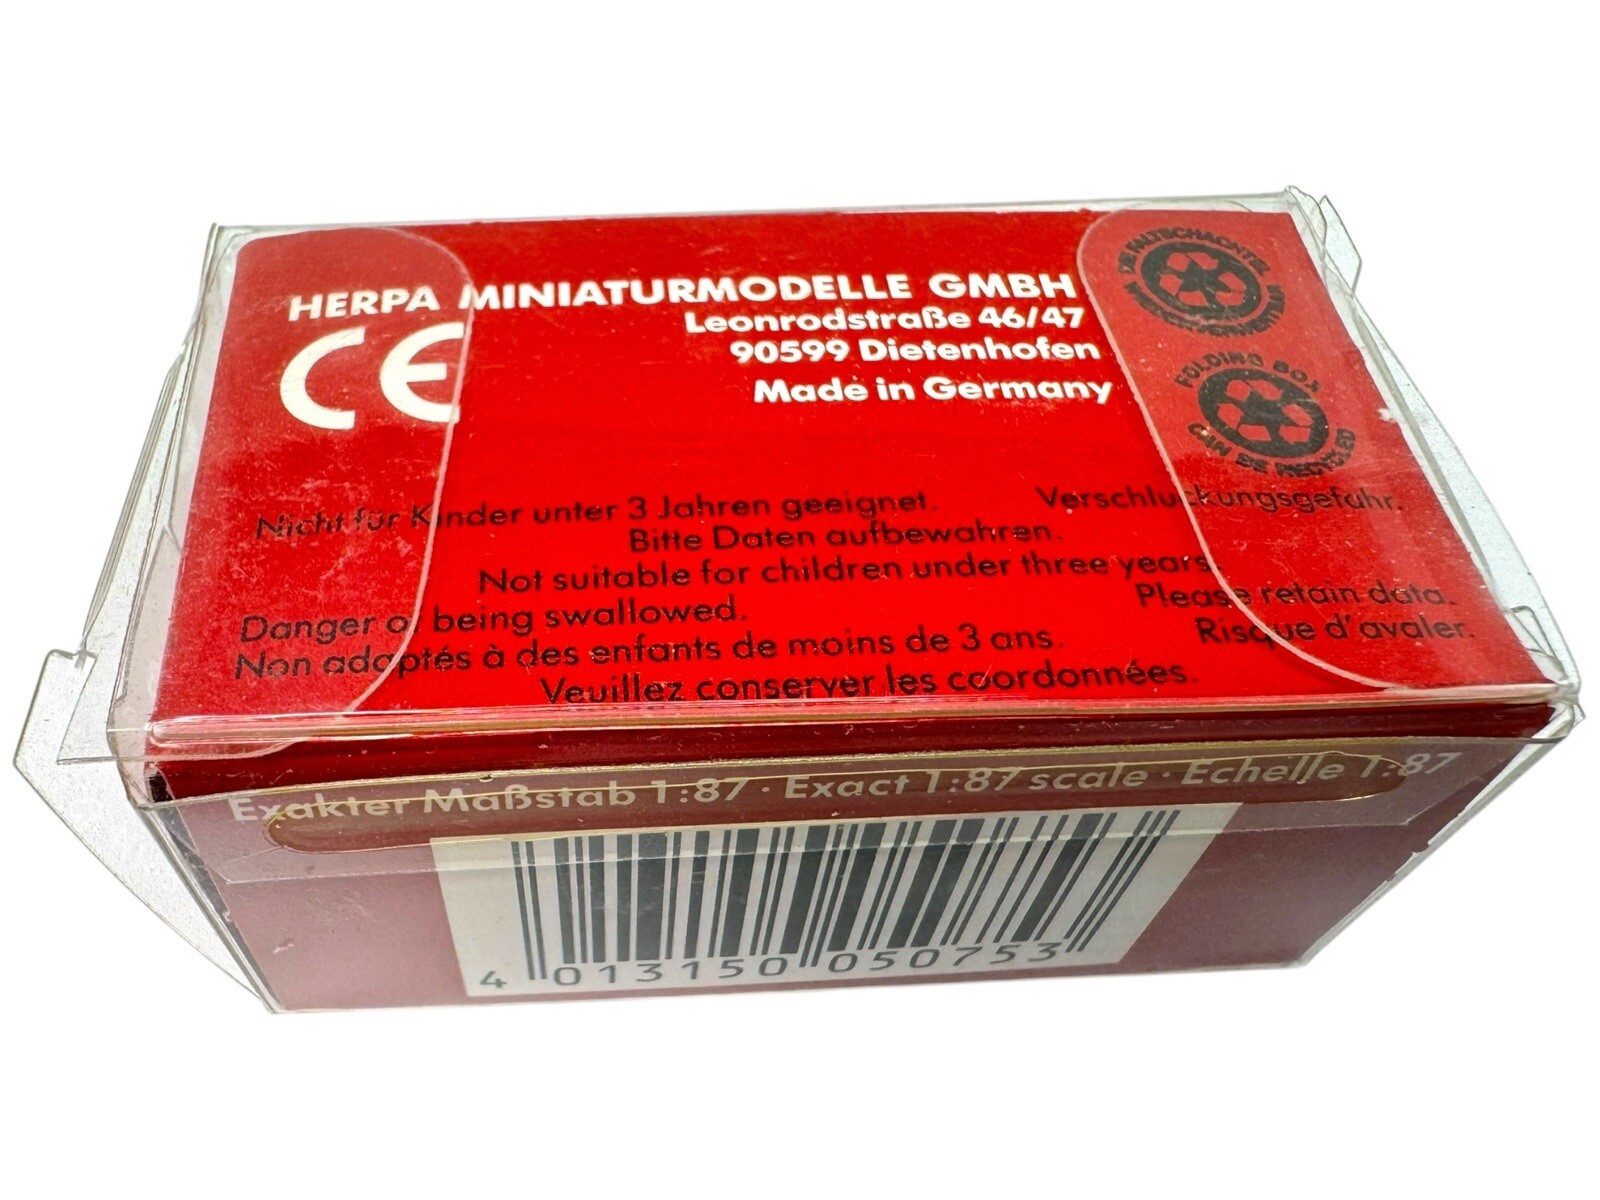 HERPA MINIATURMODELLE GMBH
Leonrodstraße 46/47
90599 Dietenhofen
Made in Germany
CE
DIE FALTSCHACHTEL
FOLDING BOX
CAN BE RECYCLED
Nicht für Kinder unter 3 Jahren geeignet. Verschluckungsgefahr.
Bitte Daten aufbewahren.
Not suitable for children under three years.
Danger of being swallowed. Please retain data.
Non adaptés à des enfants de moins de 3 ans. Risque d'avaler.
Veuillez conserver les coordonnées.
Exakter Maßstab 1:87 · Exact 1:87 scale · Echelle 1:87
4 013150 050753